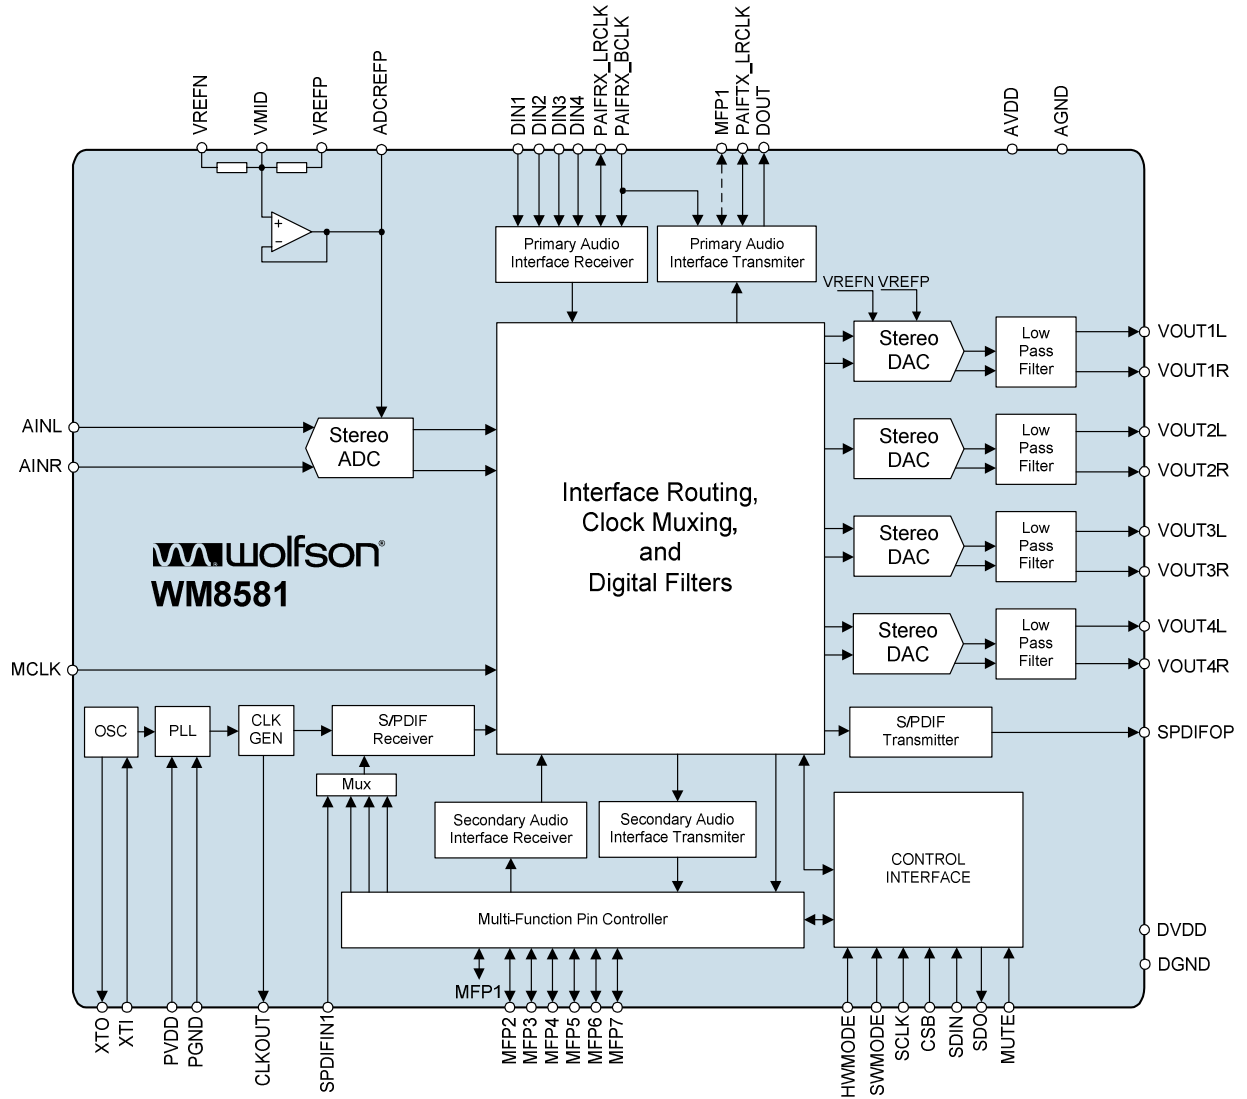 VREFN
VMID
VREFP
ADCREFP
DIN1
DIN2
DIN3
DIN4
PAIFRX_LRCLK
PAIFRX_BCLK
MFP1
PAIFTX_LRCLK
DOUT
AVDD
AGND
+
−
Primary Audio
Interface Receiver
Primary Audio
Interface Transmiter
VREFN VREFP
Stereo
DAC
Low
Pass
Filter
VOUT1L
VOUT1R
AINL
AINR
Stereo
ADC
Stereo
DAC
Low
Pass
Filter
VOUT2L
VOUT2R
Interface Routing,
Clock Muxing,
and
Digital Filters
wolfson®
WM8581
Stereo
DAC
Low
Pass
Filter
VOUT3L
VOUT3R
Stereo
DAC
Low
Pass
Filter
VOUT4L
VOUT4R
MCLK
OSC
PLL
CLK
GEN
S/PDIF
Receiver
Mux
S/PDIF
Transmitter
SPDIFOP
Secondary Audio
Interface Receiver
Secondary Audio
Interface Transmiter
CONTROL
INTERFACE
Multi-Function Pin Controller
DVDD
DGND
MFP1
XTO
XTI
PVDD
PGND
CLKOUT
SPDIFIN1
MFP2
MFP3
MFP4
MFP5
MFP6
MFP7
HWMODE
SWMODE
SCLK
CSB
SDIN
SDO
MUTE